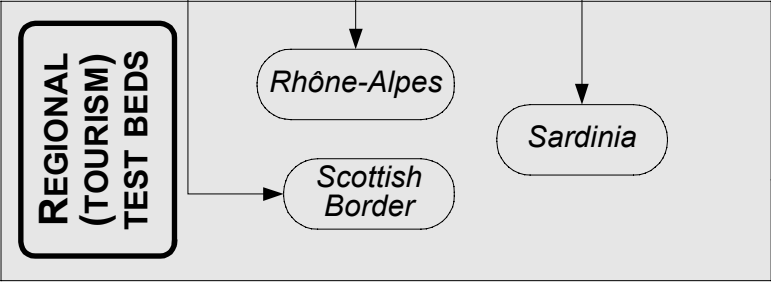 REGIONAL
(TOURISM)
TEST BEDS
Rhône-Alpes
Sardinia
Scottish
Border